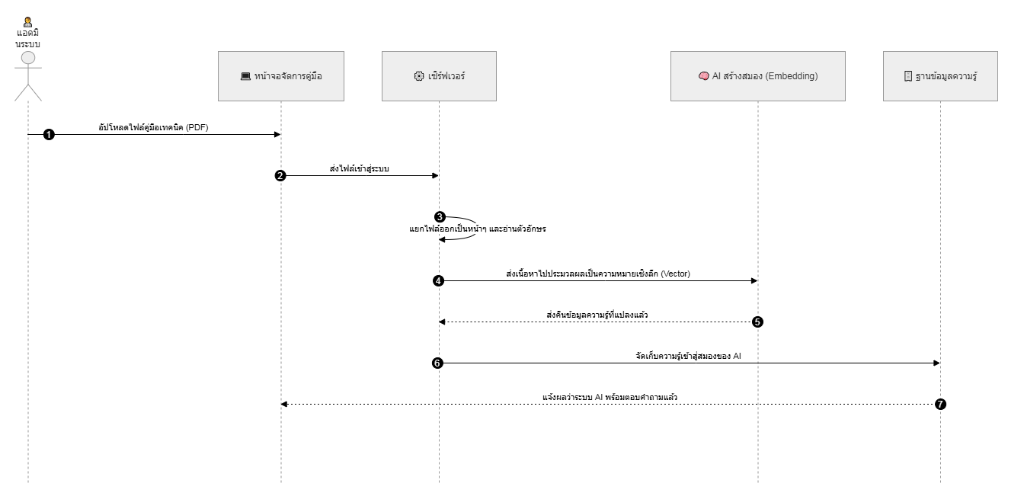 แอดมิ
นระบบ
หน้าจอจัดการคู่มือ
เซิร์ฟเวอร์
AI สร้างสมอง (Embedding)
ฐานข้อมูลความรู้
1
อัปโหลดไฟล์คู่มือเทคนิค (PDF)
2
ส่งไฟล์เข้าสู่ระบบ
3
แยกไฟล์ออกเป็นหน้าๆ และอ่านตัวอักษร
4
ส่งเนื้อหาไปประมวลผลเป็นความหมายเชิงลึก (Vector)
ส่งคืนข้อมูลความรู้ที่แปลงแล้ว
5
6
จัดเก็บความรู้เข้าสู่สมองของ AI
แจ้งผลว่าระบบ AI พร้อมตอบคำถามแล้ว
7